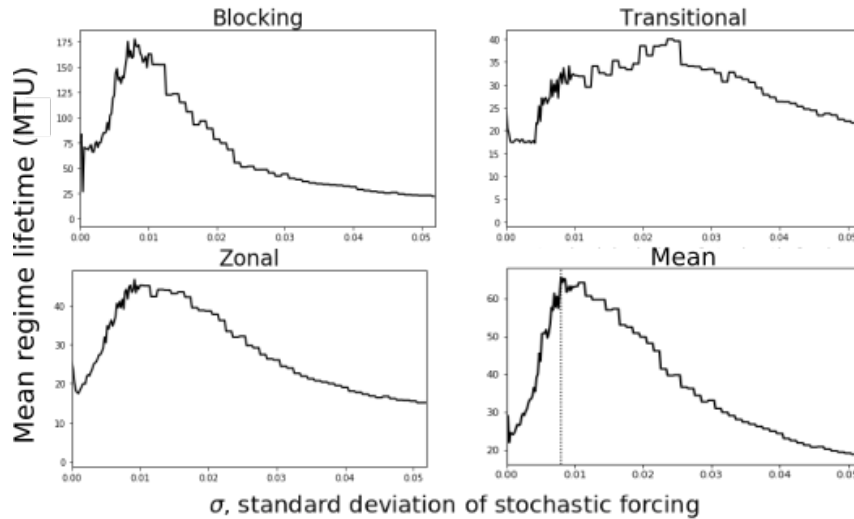 Blocking
Transitional
Mean regime lifetime (MTU)
175
150
125
100
75
50
25
0
0.00 0.01 0.02 0.03 0.04 0.05
40
35
30
25
20
15
10
5
0
0.00 0.01 0.02 0.03 0.04 0.05
Zonal
Mean
40
30
20
10
0
0.00 0.01 0.02 0.03 0.04 0.05
60
50
40
30
20
0.00 0.01 0.02 0.03 0.04 0.05
σ, standard deviation of stochastic forcing